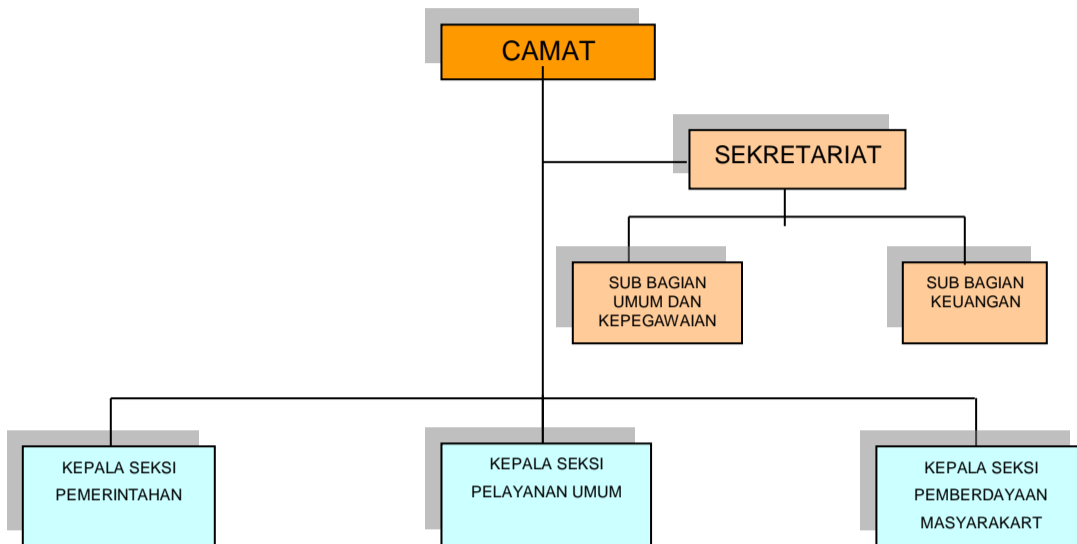 CAMAT
SEKRETARIAT
SUB BAGIAN
UMUM DAN
KEPEGAWAIAN
SUB BAGIAN
KEUANGAN
KEPALA SEKSI
PEMERINTAHAN
KEPALA SEKSI
PELAYANAN UMUM
KEPALA SEKSI
PEMBERDAYAAN
MASYARAKART